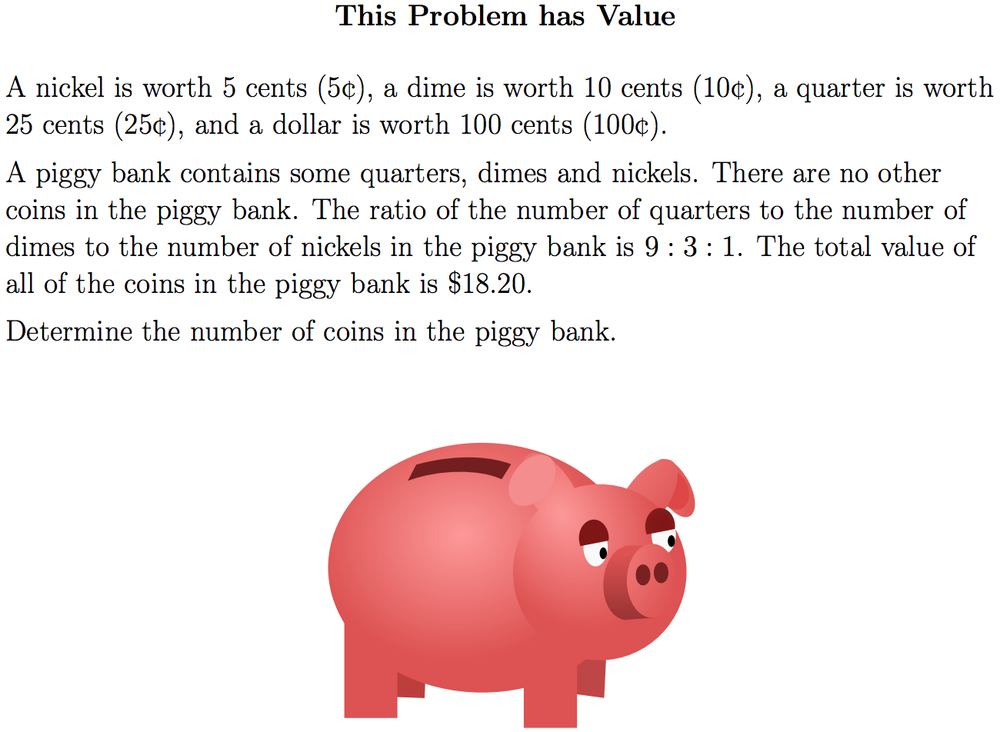 This Problem has Value
A nickel is worth 5 cents (5¢), a dime is worth 10 cents (10¢), a quarter is worth
25 cents (25¢), and a dollar is worth 100 cents (100¢).
A piggy bank contains some quarters, dimes and nickels. There are no other
coins in the piggy bank. The ratio of the number of quarters to the number of
dimes to the number of nickels in the piggy bank is 9 : 3 : 1. The total value of
all of the coins in the piggy bank is $18.20.
Determine the number of coins in the piggy bank.